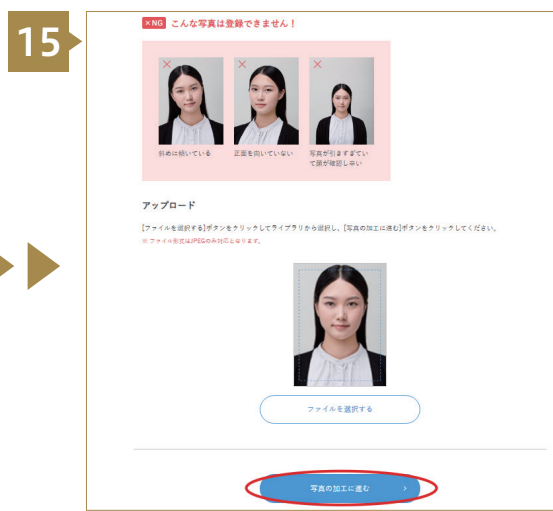 15
×NG こんな写真は登録できません！
斜めに傾いている
正面を向いていない
写真が引きすぎてい
て顔が確認し辛い
アップロード
[ファイルを選択する]ボタンをクリックしてライブラリから選択し、[写真の加工に進む]ボタンをクリックしてください。
※ ファイル形式はJPEGのみ対応となります。
ファイルを選択する
写真の加工に進む >